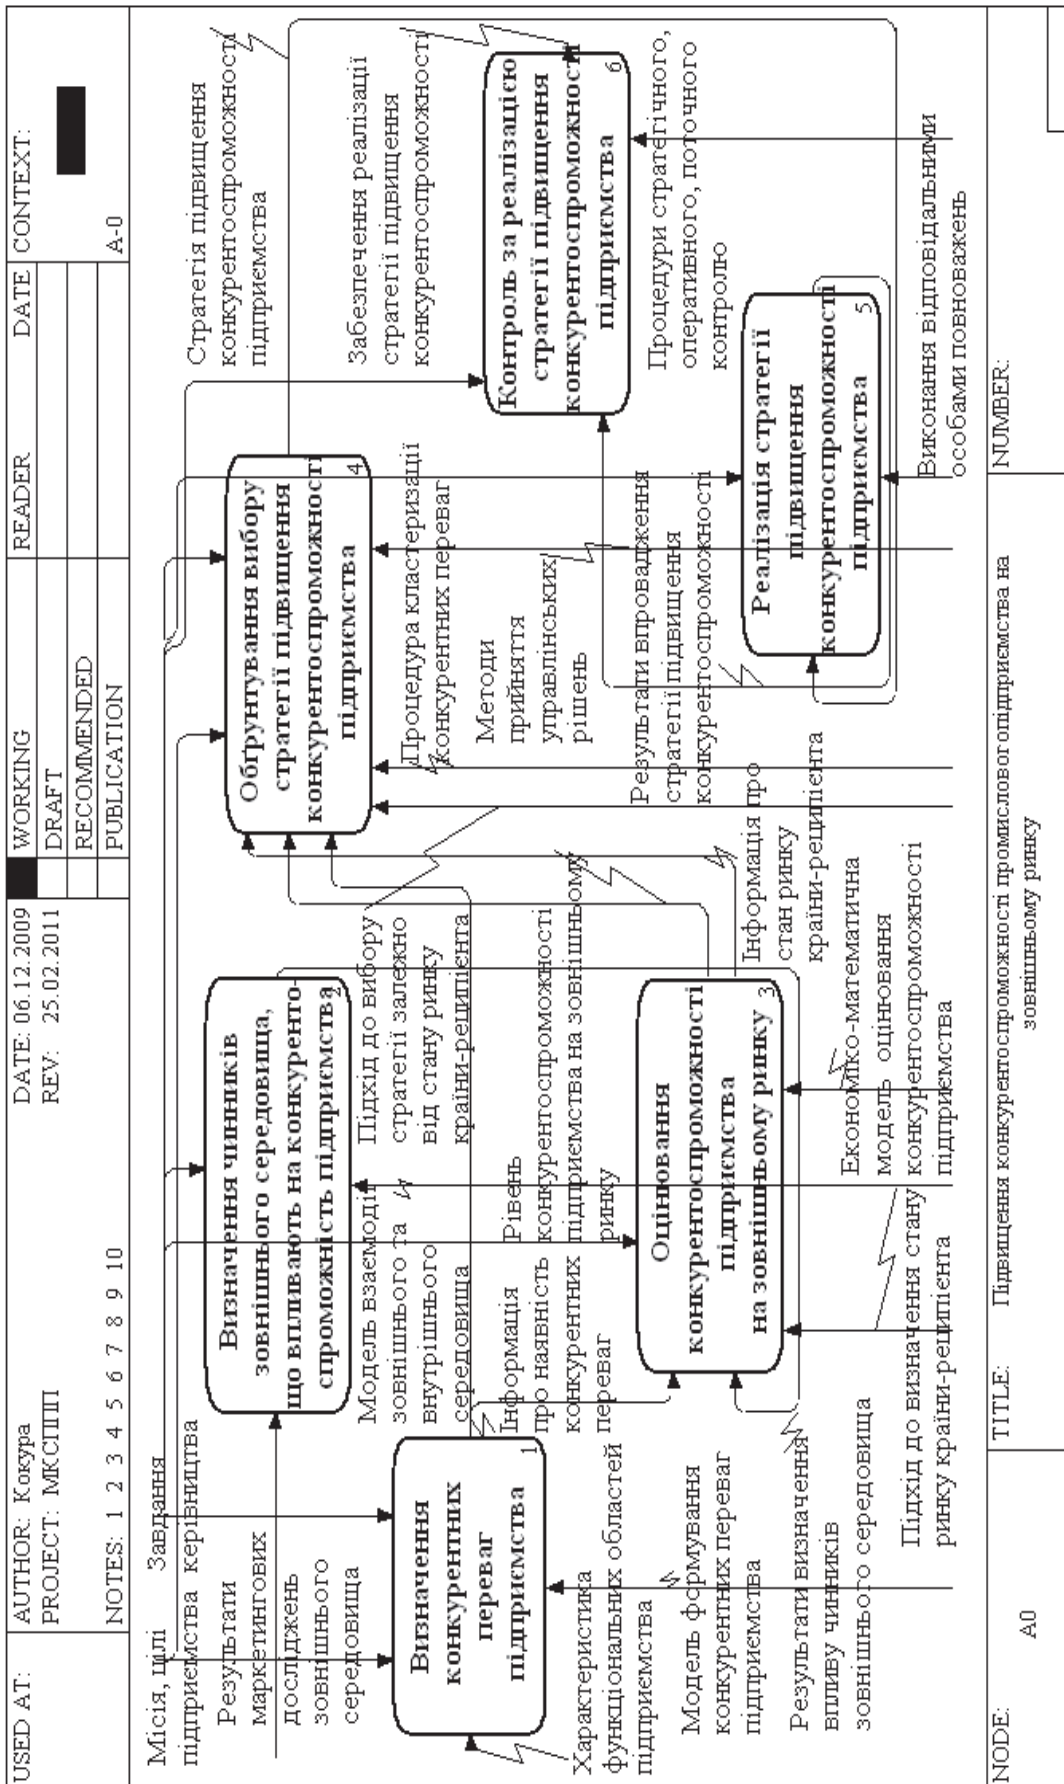 USED AT:
AUTHOR: Кокура
PROJECT: МКСПШП
NOTES: 1 2 3 4 5 6 7 8 9 10
DATE: 06.12.2009
REV: 25.02.2011
WORKING
DRAFT
RECOMMENDED
PUBLICATION
READER
DATE
CONTEXT:
A-0
Місія, цілі
підприємства
Завдання
керівництва
Результати
маркетингових
досліджень
зовнішнього
середовища
Визначення
конкурентних
переваг
підприємства
1
Характеристика
функціональних областей
підприємства
Модель формування
конкурентних переваг
підприємства
Результати визначення
впливу чинників
зовнішнього середовища
Визначення чинників
зовнішнього середовища,
що впливають на конкуренто-
спроможність підприємства
2
Модель взаємодії
зовнішнього та
внутрішнього
середовища
Підхід до вибору
стратегії залежно
від стану ринку
країни-реципієнта
Інформація
про наявність
конкурентних
переваг
Рівень
конкурентоспроможності
підприємства на зовнішньому
ринку
Оцінювання
конкурентоспроможності
підприємства
на зовнішньому ринку
3
Інформація про
стан ринку
країни-реципієнта
Економіко-математична
модель оцінювання
конкурентоспроможності
підприємства
Підхід до визначення стану
ринку країни-реципієнта
Обґрунтування вибору
стратегії підвищення
конкурентоспроможності
підприємства
4
Процедура кластеризації
конкурентних переваг
Методи
прийняття
управлінських
рішень
Результати впровадження
стратегії підвищення
конкурентоспроможності
Стратегія підвищення
конкурентоспроможності
підприємства
Забезпечення реалізації
стратегії підвищення
конкурентоспроможності
Контроль за реалізацією
стратегії підвищення
конкурентоспроможності
підприємства
6
Процедури стратегічного,
оперативного, поточного
контролю
Реалізація стратегії
підвищення
конкурентоспроможності
підприємства
5
Виконання відповідальними
особами повноважень
NODE:
A0
TITLE:
Підвищення конкурентоспроможності промислового підприємства на
зовнішньому ринку
NUMBER: